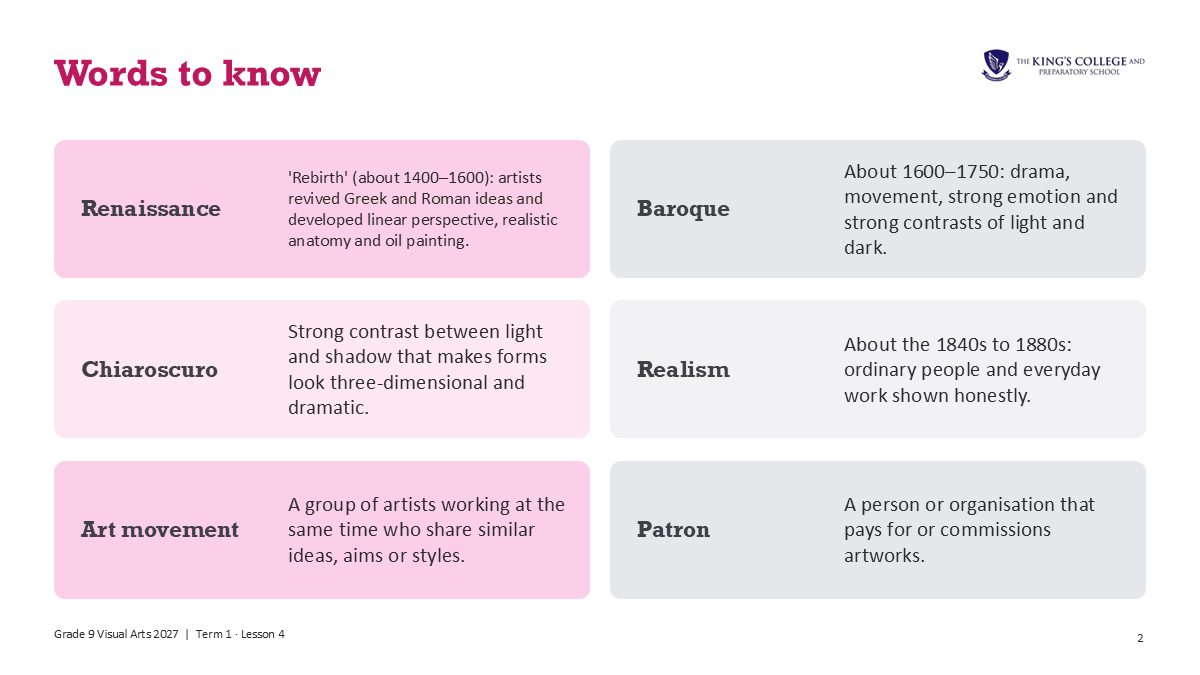 Words to know
THE KING'S COLLEGE AND
PREPARATORY SCHOOL
Renaissance
'Rebirth' (about 1400–1600): artists
revived Greek and Roman ideas and
developed linear perspective, realistic
anatomy and oil painting.
Baroque
About 1600–1750: drama,
movement, strong emotion and
strong contrasts of light and
dark.
Chiaroscuro
Strong contrast between light
and shadow that makes forms
look three-dimensional and
dramatic.
Realism
About the 1840s to 1880s:
ordinary people and everyday
work shown honestly.
Art movement
A group of artists working at the
same time who share similar
ideas, aims or styles.
Patron
A person or organisation that
pays for or commissions
artworks.
Grade 9 Visual Arts 2027 | Term 1 · Lesson 4
2